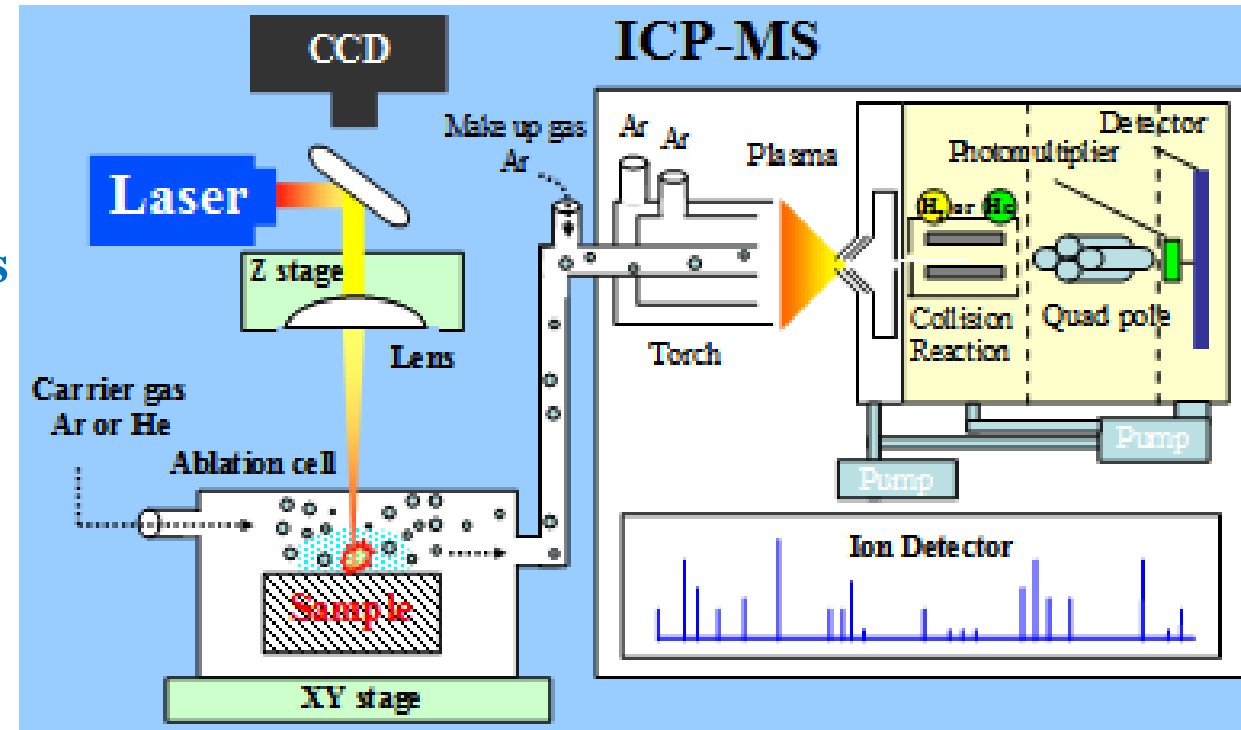 CCD
ICP-MS
Make up gas
Ar
Ar
Ar
Plasma
Detector
Photomultiplier
Laser
s
Z stage
Lens
H2 or He
Collision
Reaction
Quad pole
Torch
Carrier gas
Ar or He
Ablation cell
Pump
Pump
Ion Detector
Sample
XY stage